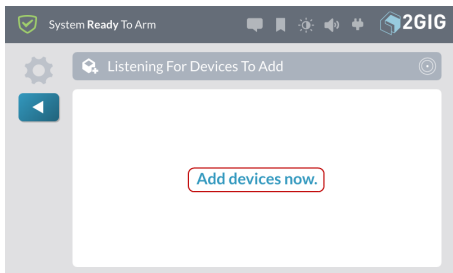 System Ready To Arm
2GIG
Listening For Devices To Add
Add devices now.